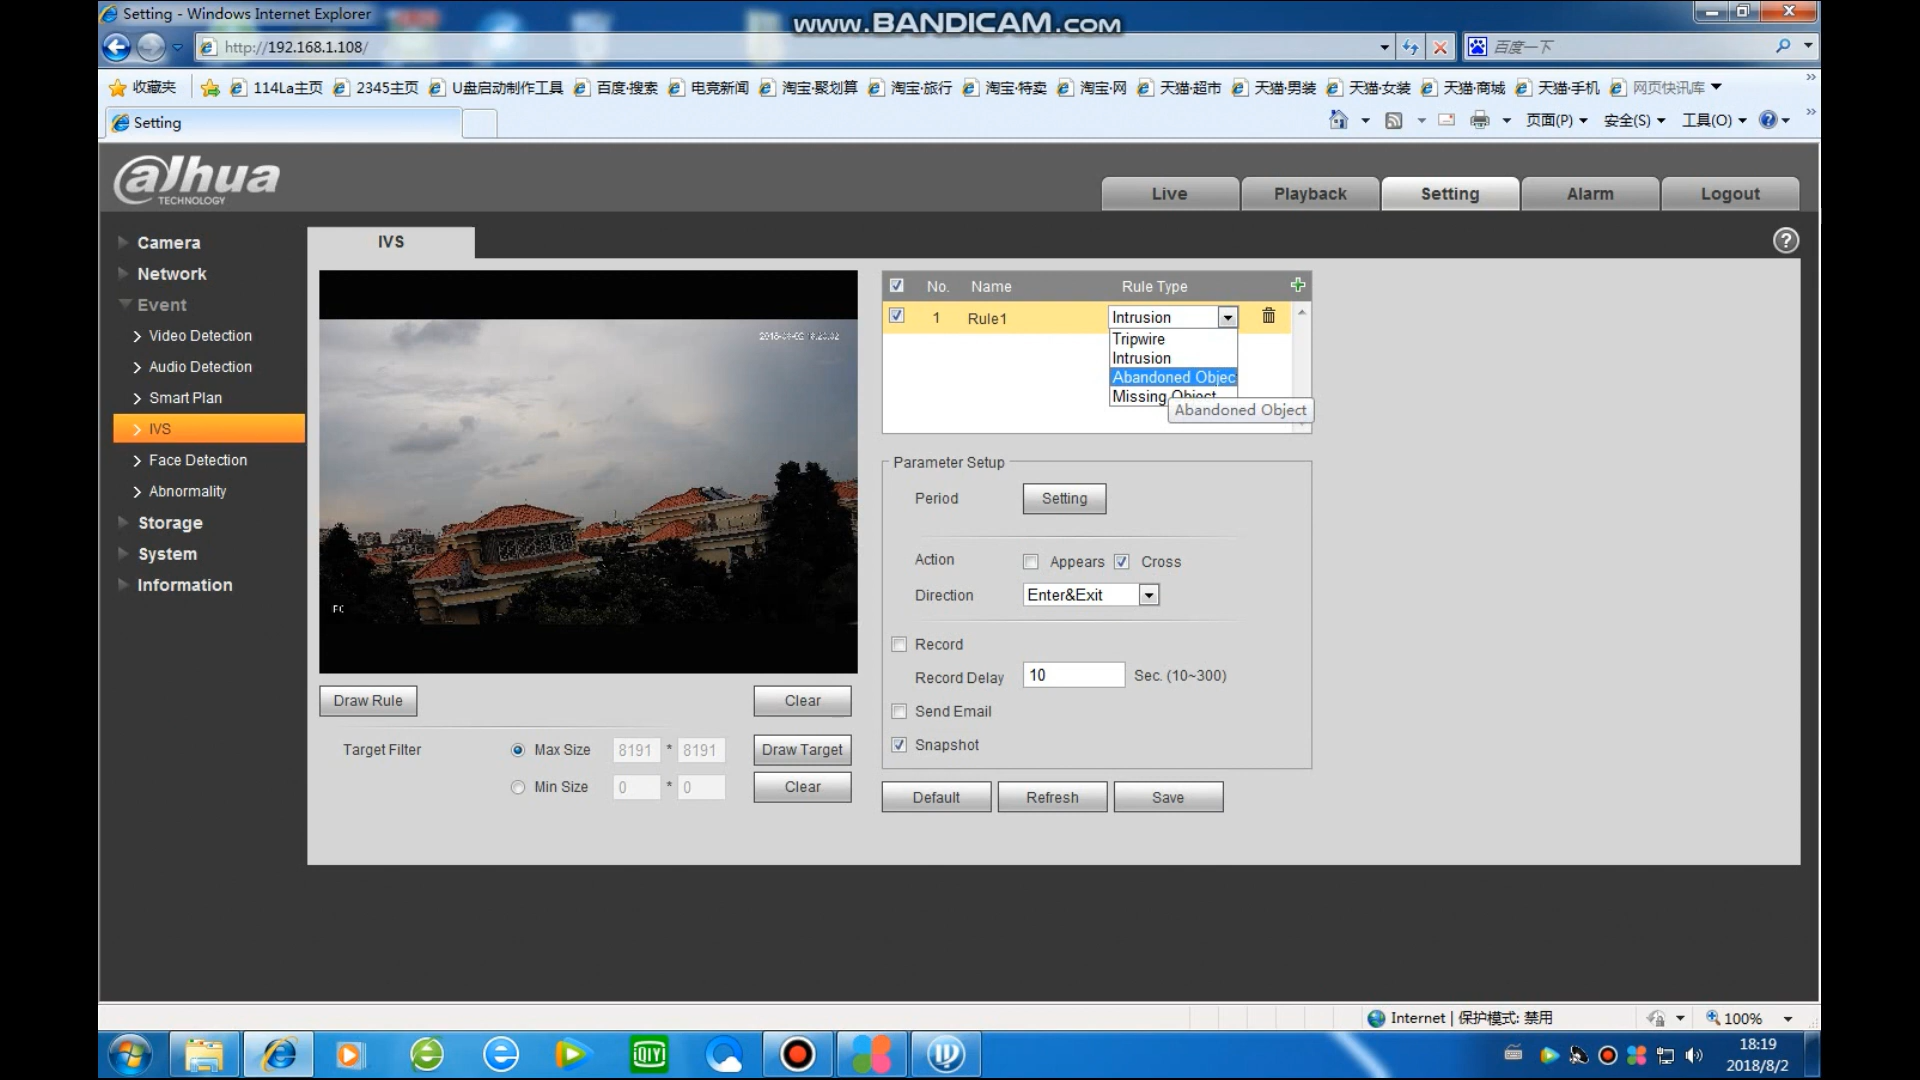 Setting - Windows Internet Explorer
www.BANDICAM.com
http://192.168.1.108/
百度一下
收藏夹
114La主页
2345主页
U盘启动制作工具
百度·搜索
电竞新闻
淘宝·聚划算
淘宝·旅行
淘宝·特卖
淘宝·网
天猫·超市
天猫·男装
天猫·女装
天猫·商城
天猫·手机
网页快讯库
Setting
页面(P)
安全(S)
工具(O)
alhua
TECHNOLOGY
Live
Playback
Setting
Alarm
Logout
Camera
Network
Event
Video Detection
Audio Detection
Smart Plan
IVS
Face Detection
Abnormality
Storage
System
Information
IVS
PC
Draw Rule
Clear
Target Filter
Max Size
8191 * 8191
Draw Target
Min Size
0 * 0
Clear
No. Name Rule Type
1 Rule1 Intrusion
Tripwire
Intrusion
Abandoned Objec
Missing Object
Abandoned Object
Parameter Setup
Period
Setting
Action
Appears
Cross
Direction
Enter&Exit
Record
Record Delay
10
Sec. (10~300)
Send Email
Snapshot
Default
Refresh
Save
Internet | 保护模式: 禁用
100%
QIYI
18:19
2018/8/2